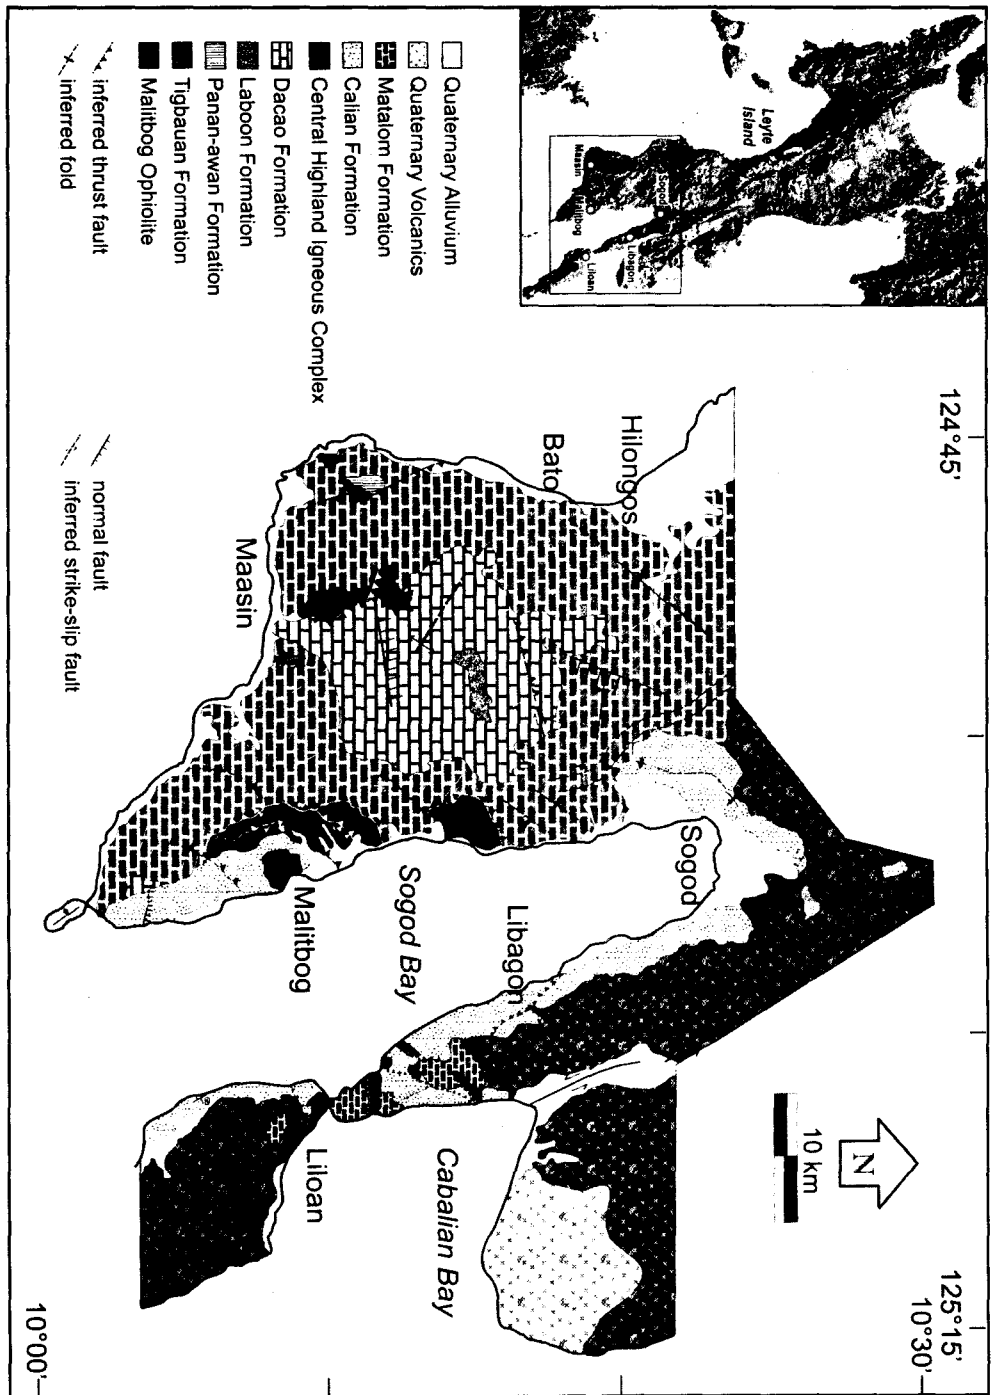 Leyte
Island
Sogod
Maasin
Malitbog
Libagon
Liloan
Quaternary Alluvium
Quaternary Volcanics
Matalom Formation
Calian Formation
Central Highland Igneous Complex
Dacao Formation
Laboon Formation
Panan-awan Formation
Tigbauan Formation
Malitbog Ophiolite
inferred thrust fault
inferred fold
normal fault
inferred strike-slip fault
124°45'
125°15'
10°30'
10°00'
N
10 km
Hilongos
Bato
Maasin
Sogod
Libagon
Sogod Bay
Malitbog
Cabalian Bay
Liloan